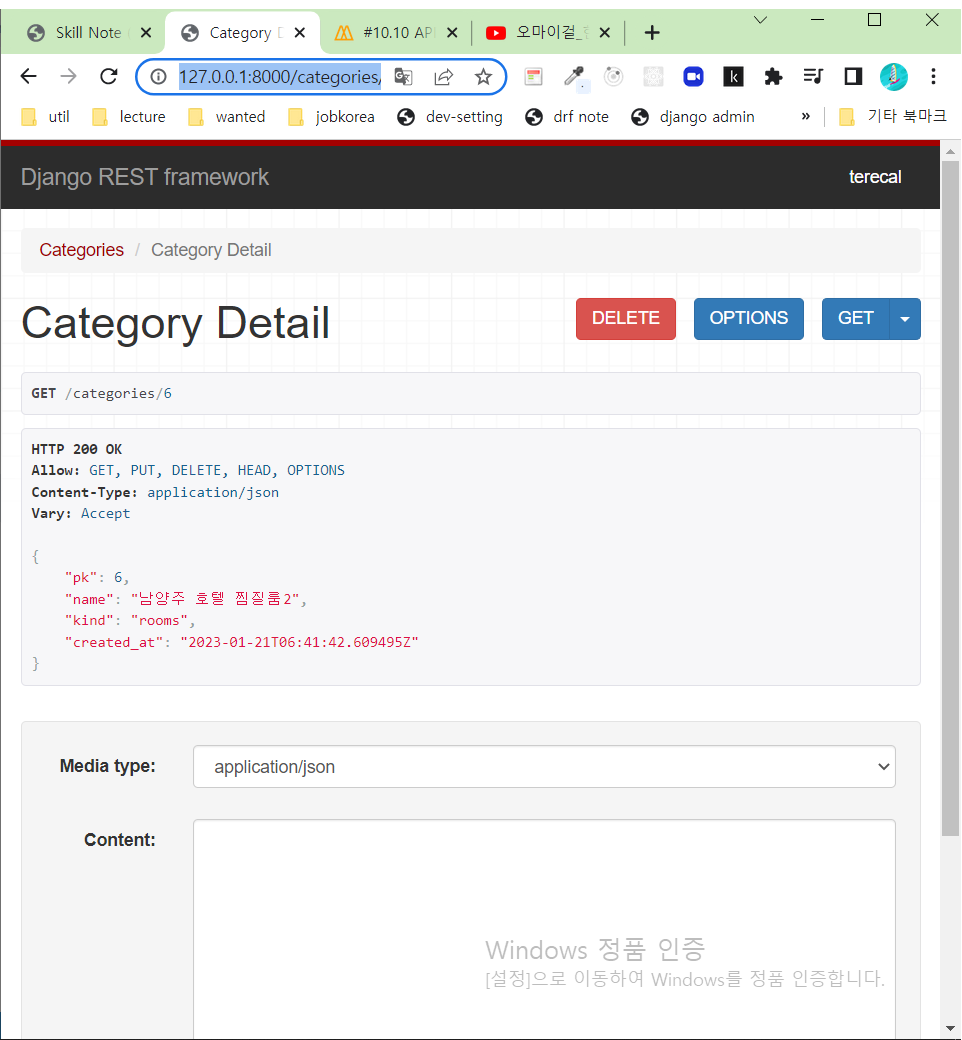 Skill Note
Category D
#10.10 API
오마이걸_
127.0.0.1:8000/categories/
util
lecture
wanted
jobkorea
dev-setting
drf note
django admin
»
기타 북마크
Django REST framework
terecal
Categories / Category Detail
Category Detail
DELETE
OPTIONS
GET
GET /categories/6
HTTP 200 OK
Allow: GET, PUT, DELETE, HEAD, OPTIONS
Content-Type: application/json
Vary: Accept
{
"pk": 6,
"name": "남양주 호텔 찜질룸2",
"kind": "rooms",
"created_at": "2023-01-21T06:41:42.609495Z"
}
Media type:
application/json
Content:
Windows 정품 인증
[설정]으로 이동하여 Windows를 정품 인증합니다.